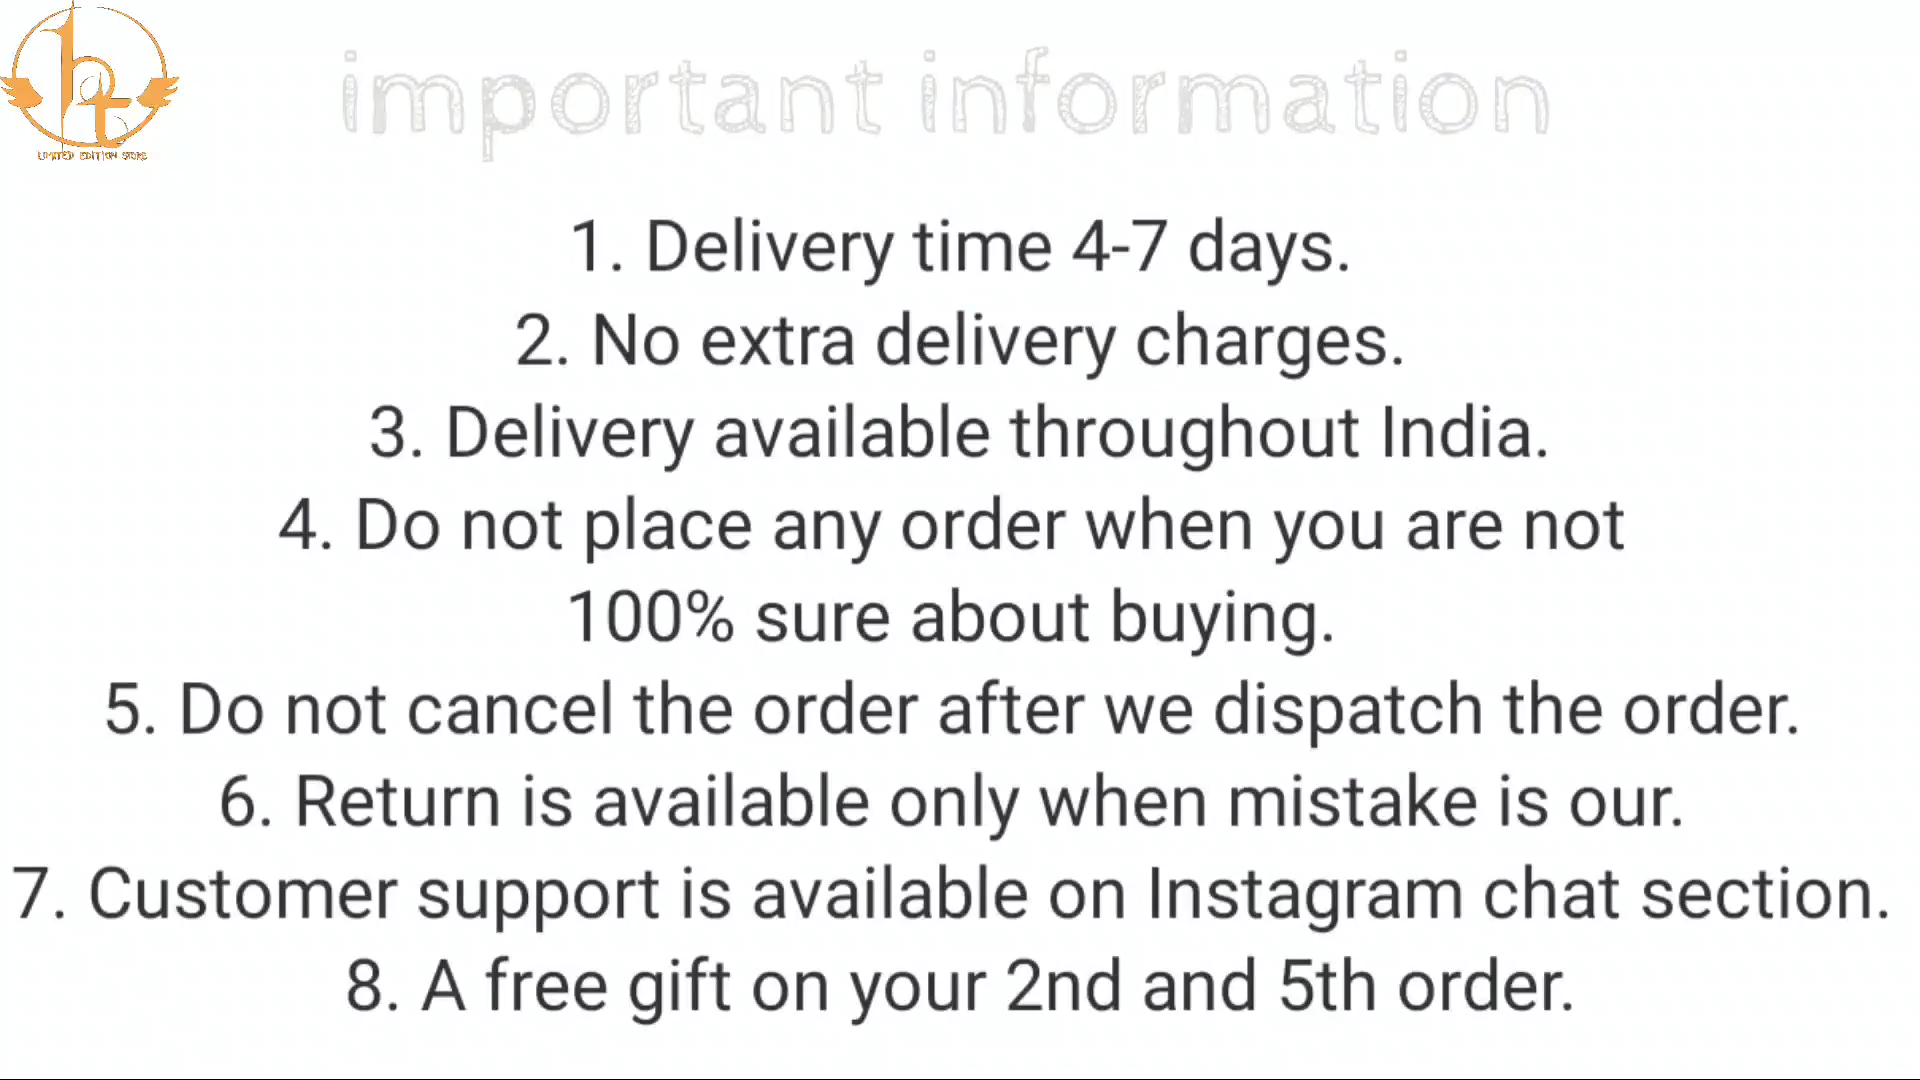 important information
LIMITED EDITION STORE
1. Delivery time 4-7 days.
2. No extra delivery charges.
3. Delivery available throughout India.
4. Do not place any order when you are not
100% sure about buying.
5. Do not cancel the order after we dispatch the order.
6. Return is available only when mistake is our.
7. Customer support is available on Instagram chat section.
8. A free gift on your 2nd and 5th order.